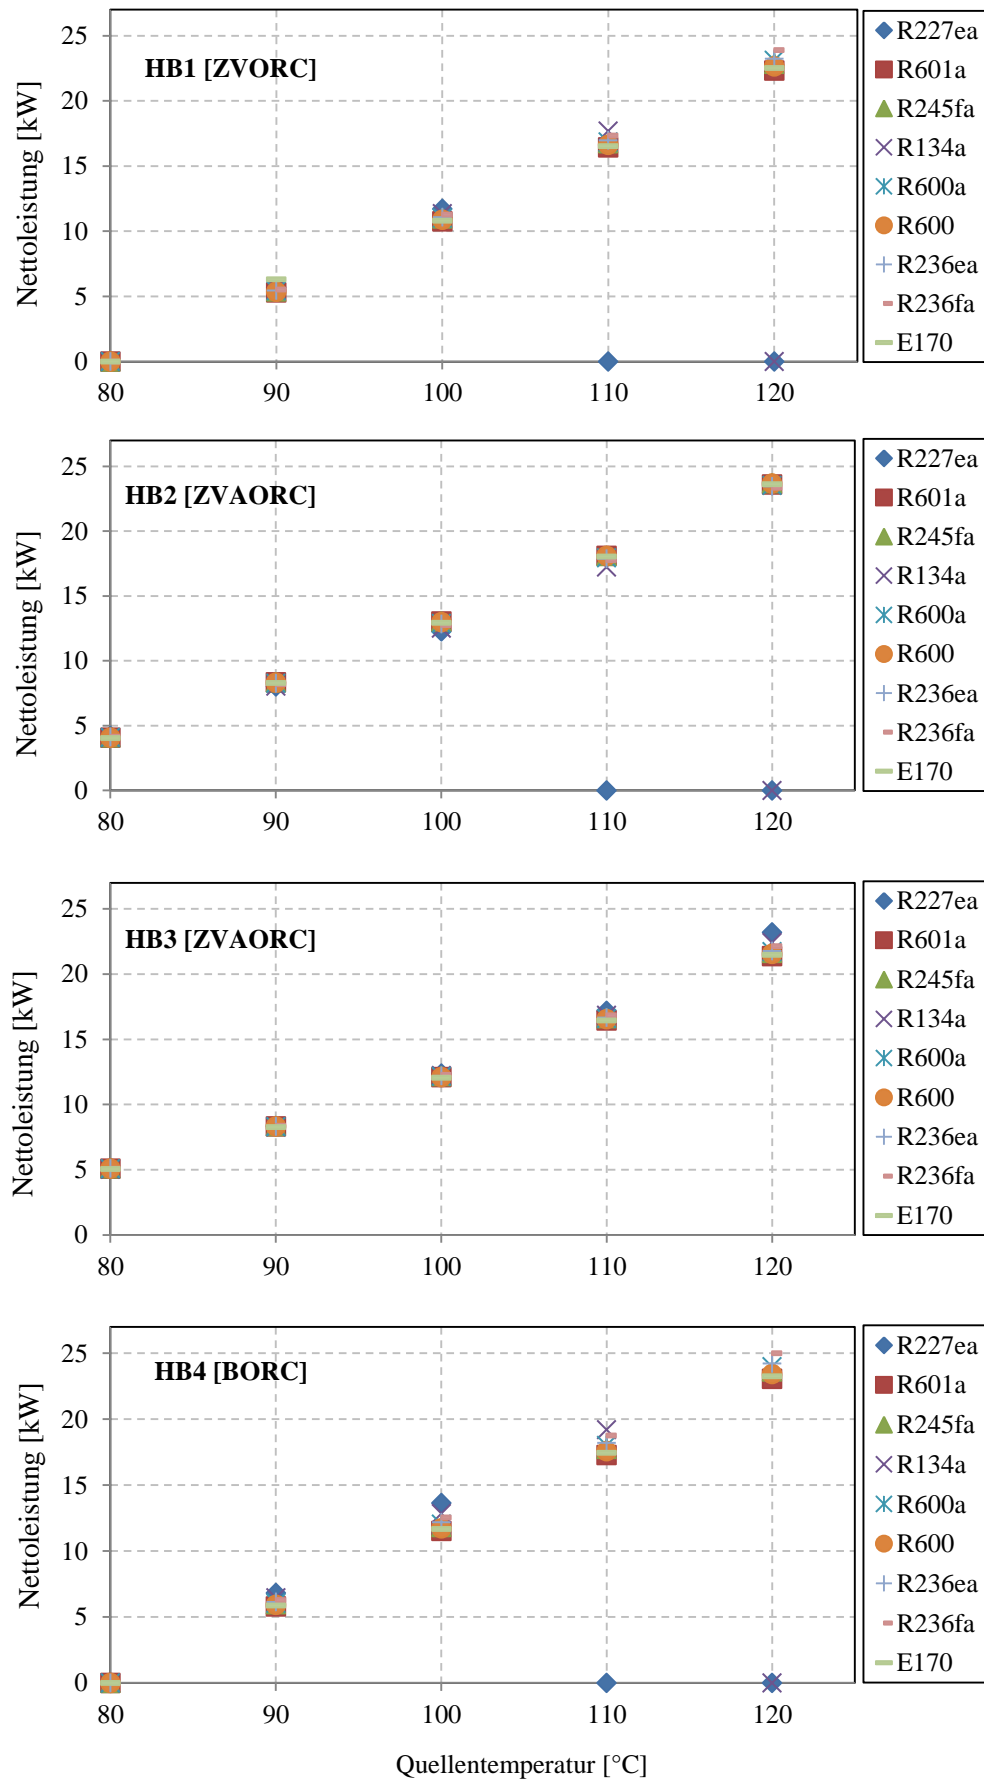 HB1 [ZVORC]
Nettoleistung [kW]
25
20
15
10
5
0
80 90 100 110 120
R227ea
R601a
R245fa
R134a
R600a
R600
R236ea
R236fa
E170
HB2 [ZVAORC]
Nettoleistung [kW]
25
20
15
10
5
0
80 90 100 110 120
R227ea
R601a
R245fa
R134a
R600a
R600
R236ea
R236fa
E170
HB3 [ZVAORC]
Nettoleistung [kW]
25
20
15
10
5
0
80 90 100 110 120
R227ea
R601a
R245fa
R134a
R600a
R600
R236ea
R236fa
E170
HB4 [BORC]
Nettoleistung [kW]
25
20
15
10
5
0
80 90 100 110 120
R227ea
R601a
R245fa
R134a
R600a
R600
R236ea
R236fa
E170
Quellentemperatur [°C]